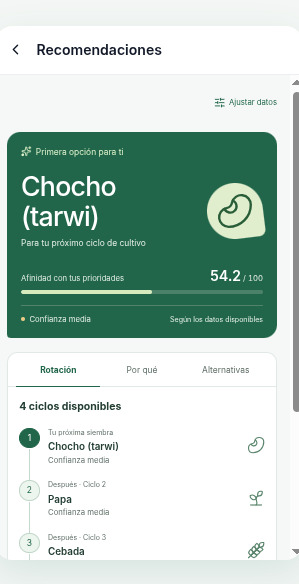 Recomendaciones
Ajustar datos
Primera opción para ti
Chocho
(tarwi)
Para tu próximo ciclo de cultivo
Afinidad con tus prioridades
54.2 / 100
Confianza media
Según los datos disponibles
Rotación
Por qué
Alternativas
4 ciclos disponibles
1
Tu próxima siembra
Chocho (tarwi)
Confianza media
2
Después · Ciclo 2
Papa
Confianza media
3
Después · Ciclo 3
Cebada